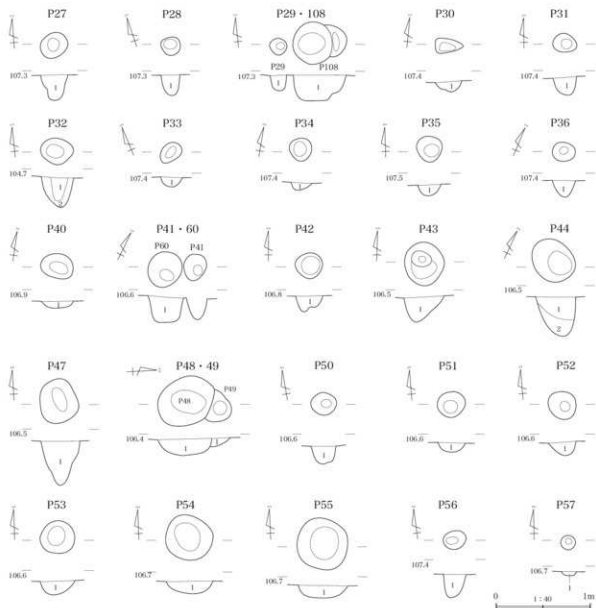 P27 P28 P29・108 P30 P31
107.3 107.3 107.3 P29 P108 107.4 107.4
1 1 1 1 1 1
P32 P33 P34 P35 P36
104.7 107.4 107.4 107.5 107.4
1 1 1 1 1
2
P40 P41・60 P42 P43 P44
P60 P41
106.9 106.6 106.8 106.5 106.5
1 1 1 1 1
2
P47 P48・49 P50 P51 P52
P48 P49
106.5 106.4 106.6 106.6 106.6
1 1 1 1 1 1
P53 P54 P55 P56 P57
106.6 106.7 106.7 107.4 106.7
1 1 1 1 1
0 1:40 1m